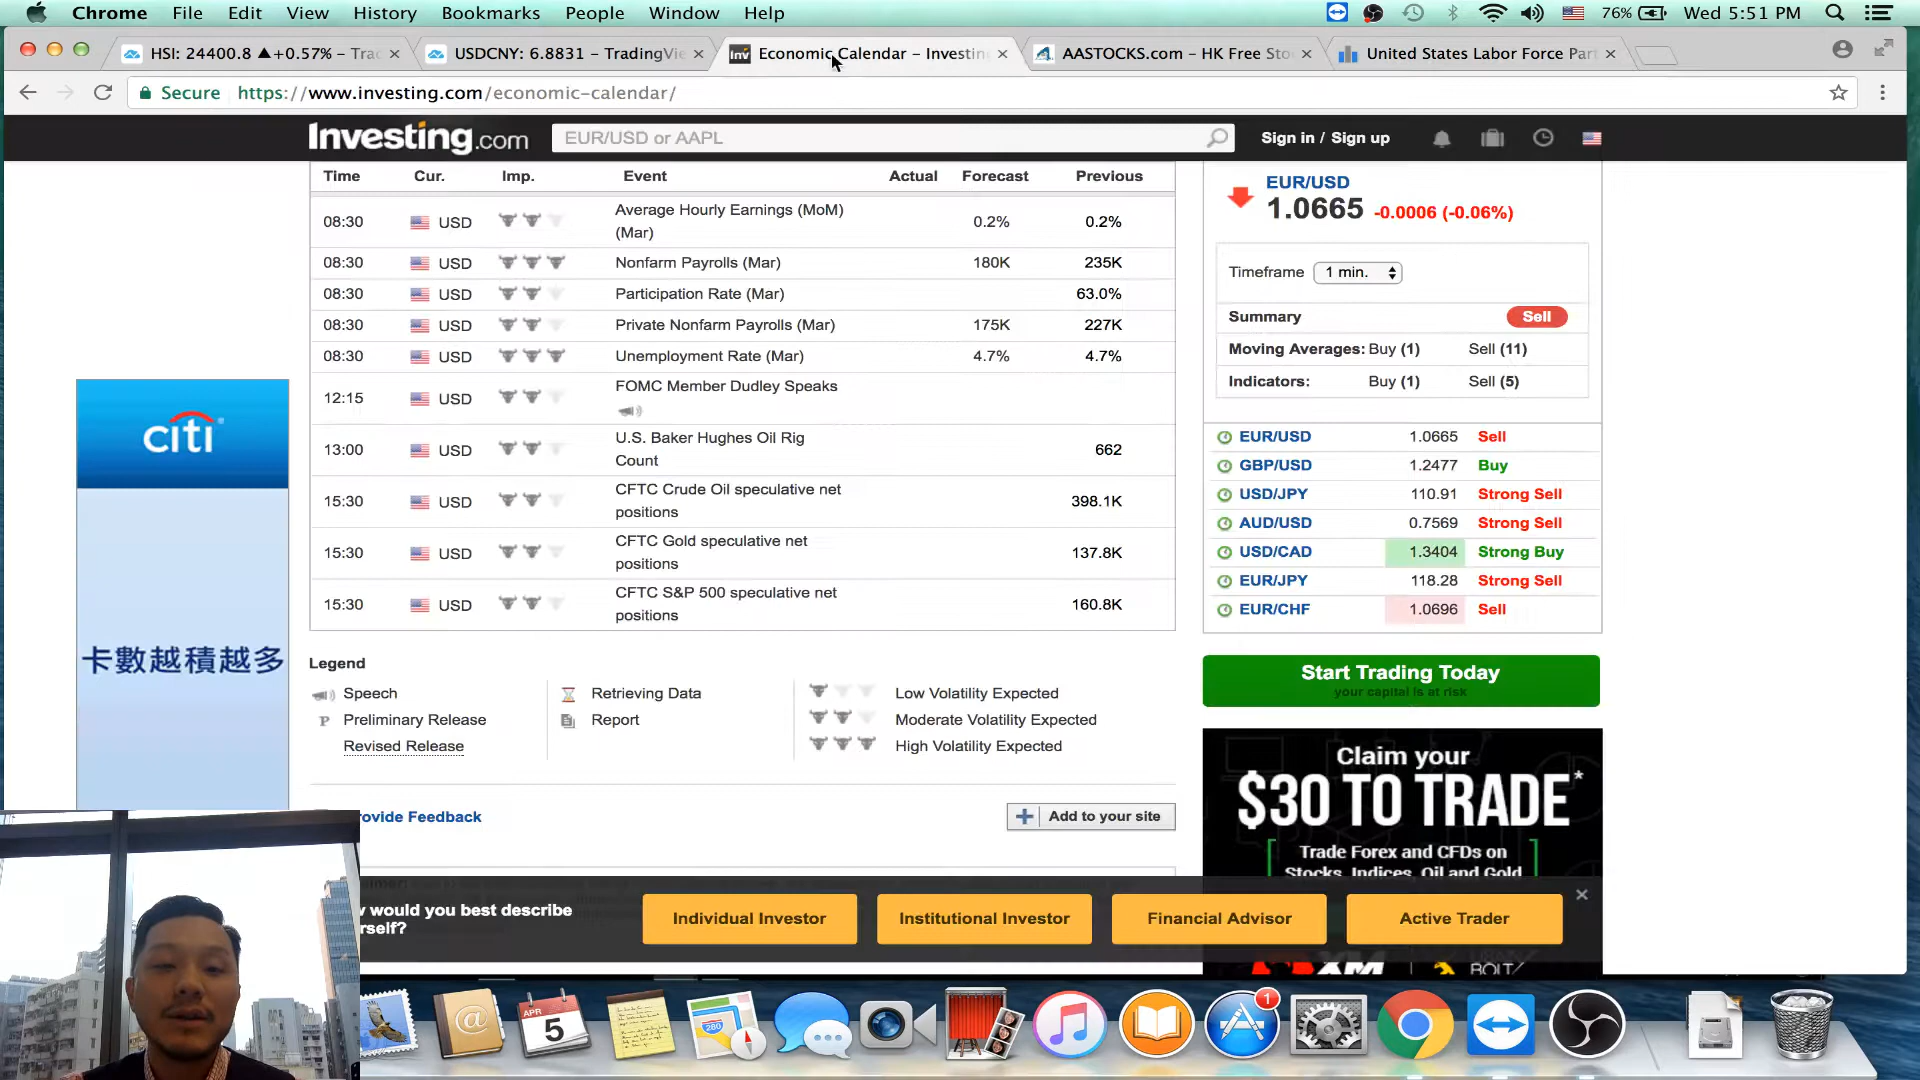 Chrome File Edit View History Bookmarks People Window Help 76% Wed 5:51 PM
HSI: 24400.8 ▲+0.57% - Trac
USDCNY: 6.8831 - TradingVie
Economic Calendar - Investin
AASTOCKS.com - HK Free Sto
United States Labor Force Part
Secure https://www.investing.com/economic-calendar/
Investing.com EUR/USD or AAPL Sign in / Sign up
Time Cur. Imp. Event Actual Forecast Previous
08:30 USD Average Hourly Earnings (MoM) (Mar) 0.2% 0.2%
08:30 USD Nonfarm Payrolls (Mar) 180K 235K
08:30 USD Participation Rate (Mar) 63.0%
08:30 USD Private Nonfarm Payrolls (Mar) 175K 227K
08:30 USD Unemployment Rate (Mar) 4.7% 4.7%
12:15 USD FOMC Member Dudley Speaks
13:00 USD U.S. Baker Hughes Oil Rig Count 662
15:30 USD CFTC Crude Oil speculative net positions 398.1K
15:30 USD CFTC Gold speculative net positions 137.8K
15:30 USD CFTC S&P 500 speculative net positions 160.8K
Legend
Speech Retrieving Data Low Volatility Expected
P Preliminary Release Report Moderate Volatility Expected
Revised Release High Volatility Expected
rovide Feedback
Add to your site
EUR/USD
1.0665 -0.0006 (-0.06%)
Timeframe 1 min.
Summary Sell
Moving Averages: Buy (1) Sell (11)
Indicators: Buy (1) Sell (5)
EUR/USD 1.0665 Sell
GBP/USD 1.2477 Buy
USD/JPY 110.91 Strong Sell
AUD/USD 0.7569 Strong Sell
USD/CAD 1.3404 Strong Buy
EUR/JPY 118.28 Strong Sell
EUR/CHF 1.0696 Sell
Start Trading Today
your capital is at risk
Claim your
$30 TO TRADE*
Trade Forex and CFDs on
Stocks, Indices, Oil and Gold
XM BOLT
citi
卡數越積越多
would you best describe
rself?
Individual Investor
Institutional Investor
Financial Advisor
Active Trader
APR
5
280
1